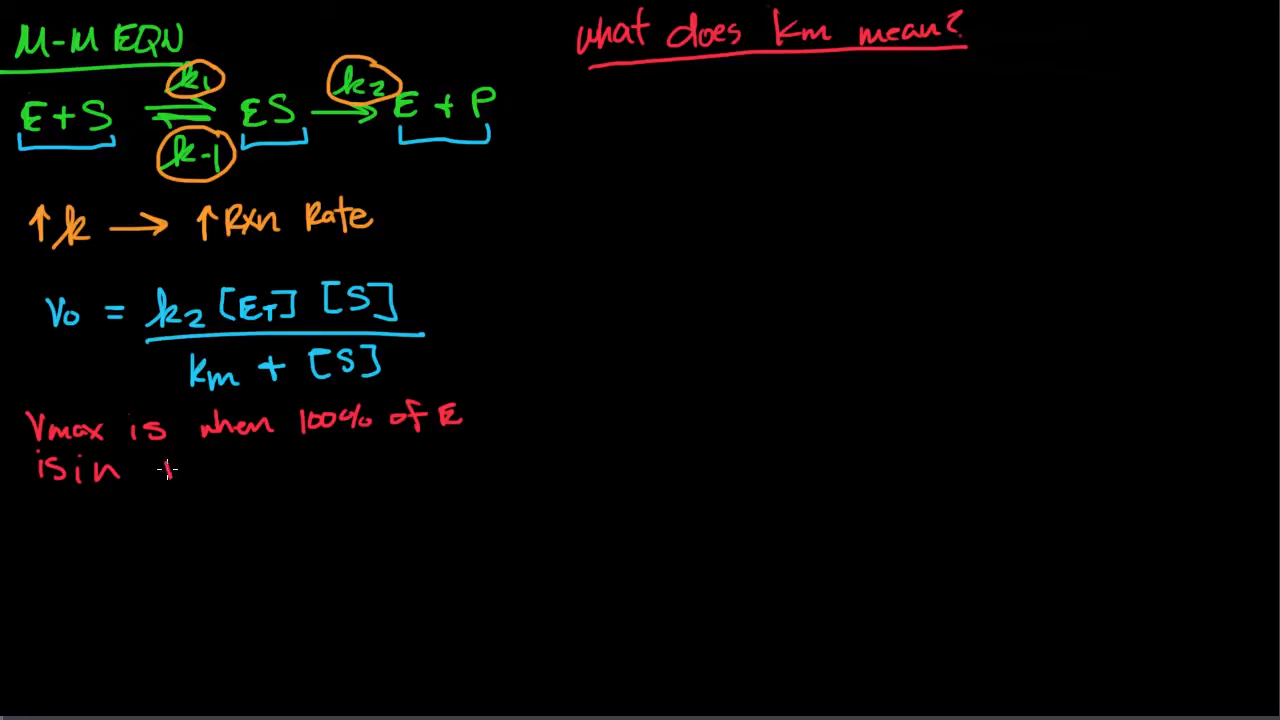 M-M EQN
what does km mean?
k1 k2
E+S ES E + P
k-1
↑ k → ↑ Rxn Rate
Vo = k2 [ET] [S]
km + [S]
Vmax is when 100% of E
is in